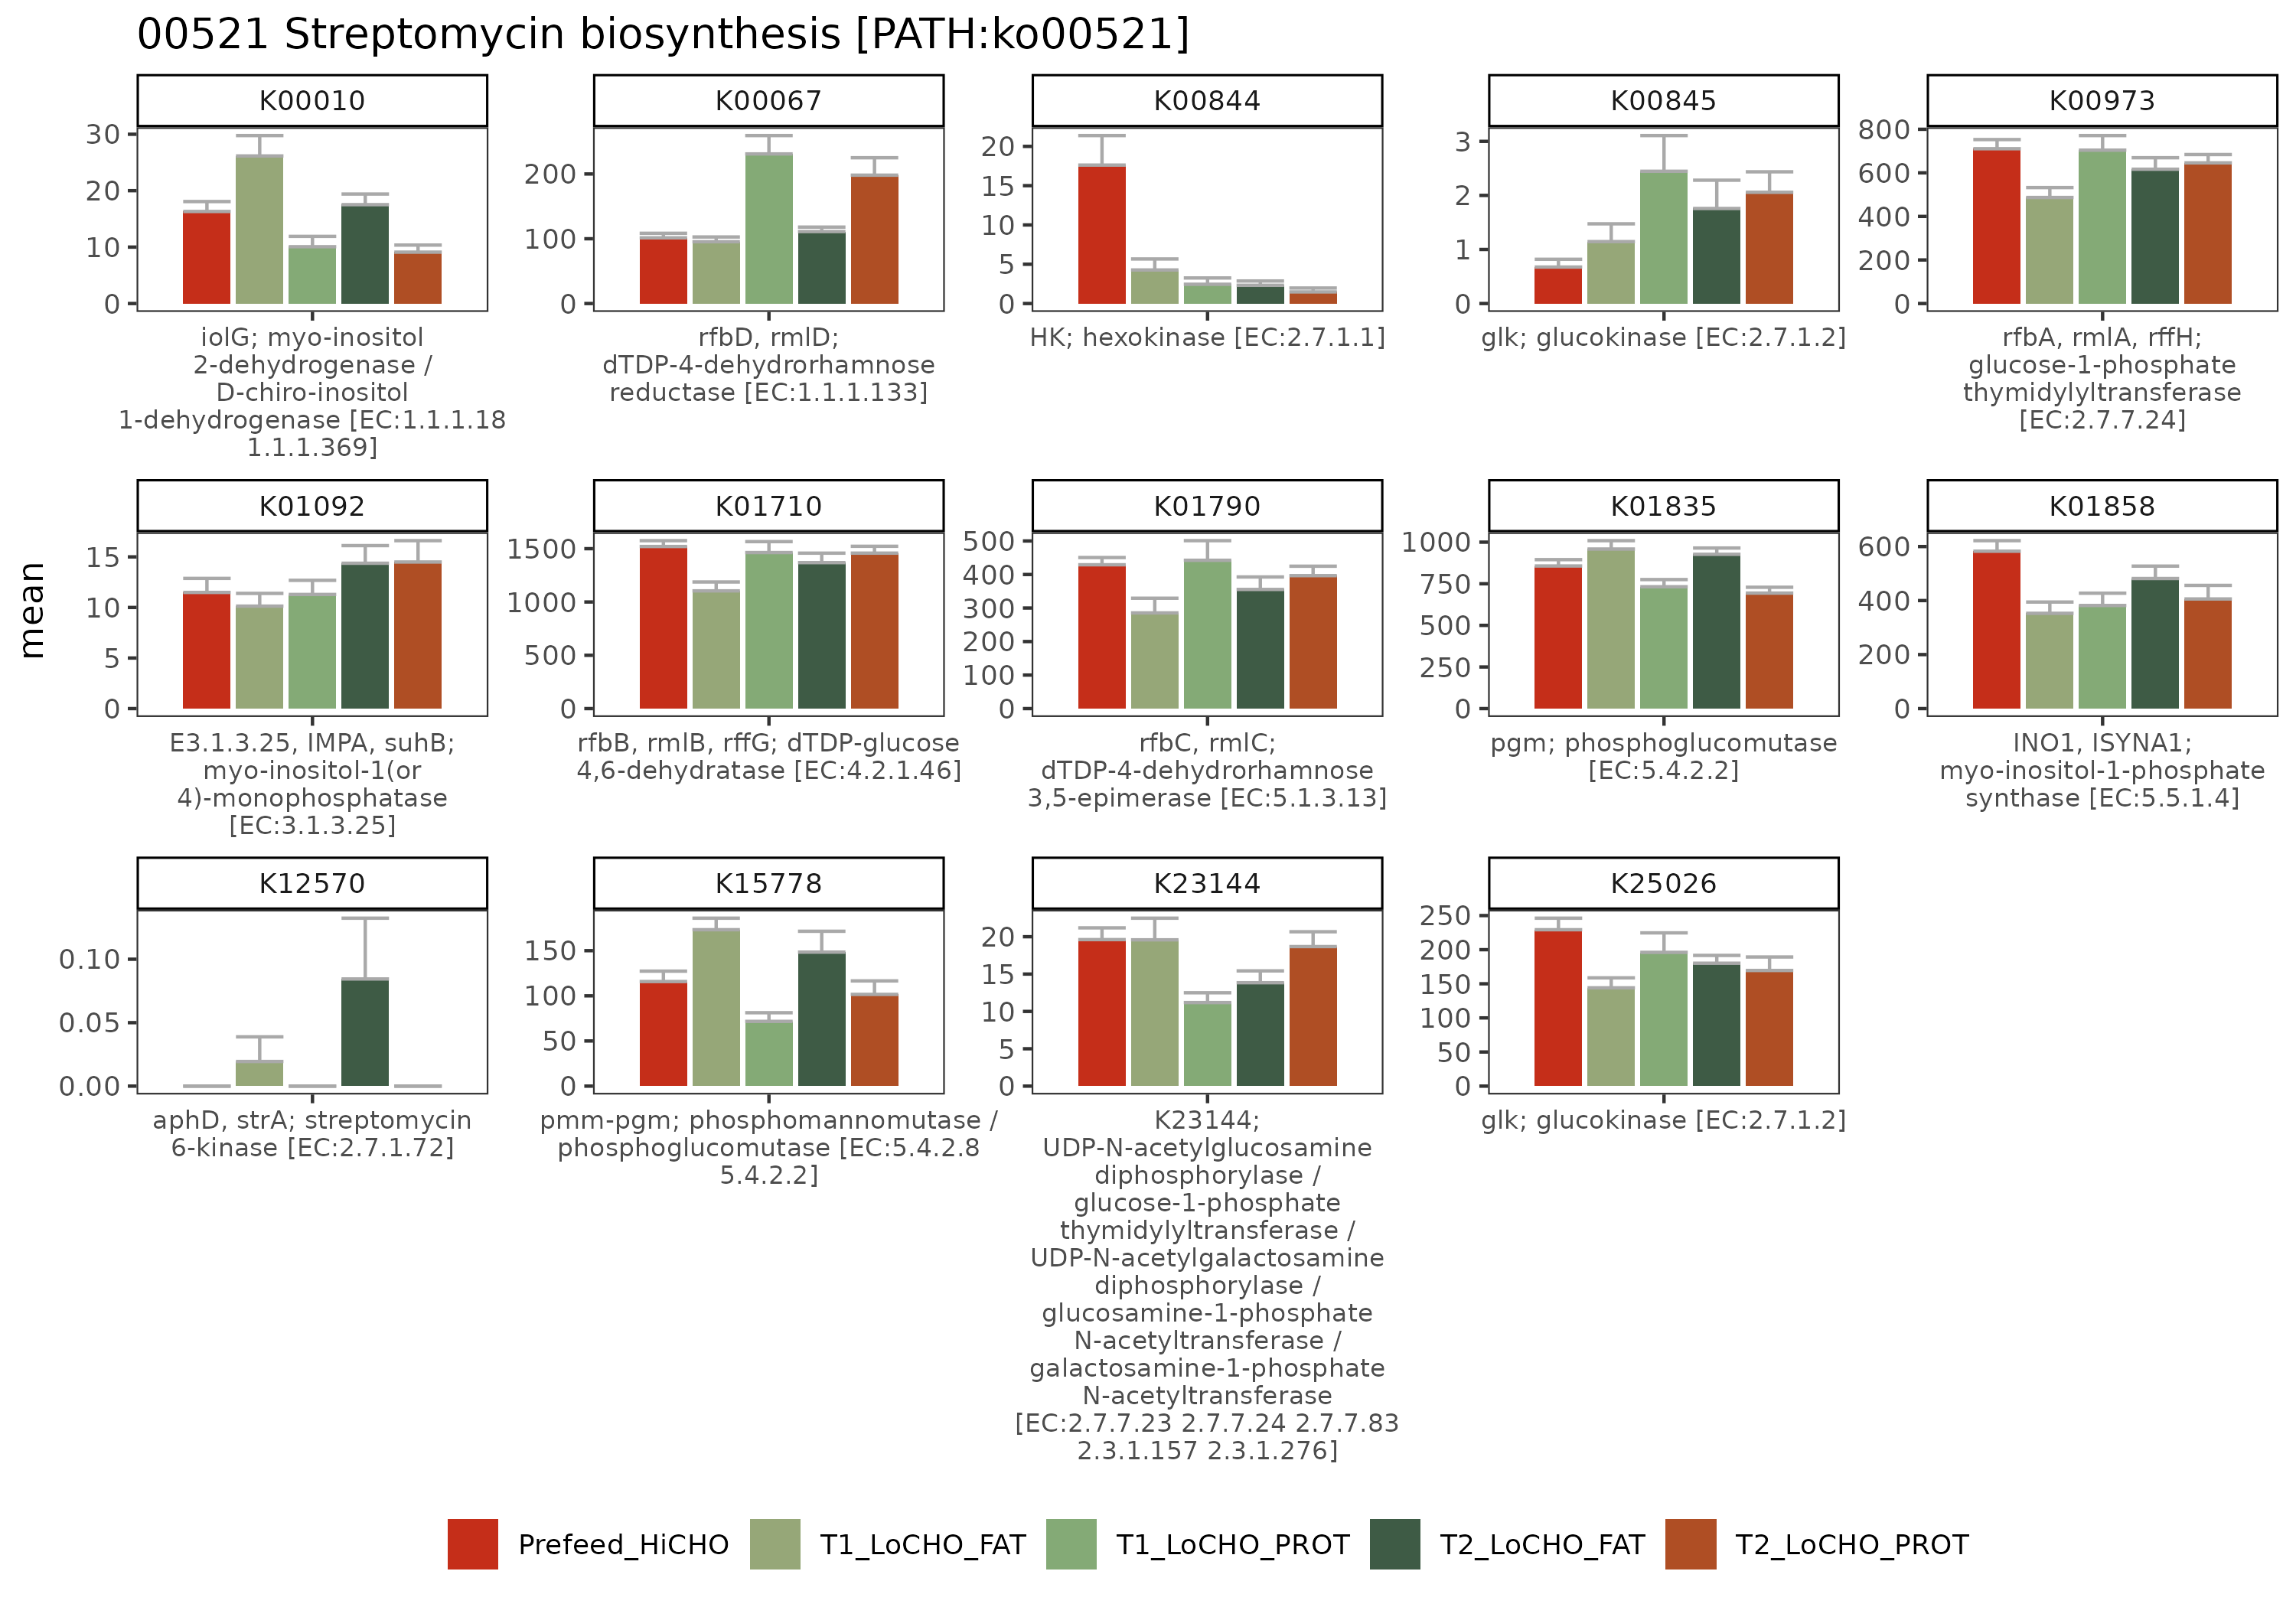 00521 Streptomycin biosynthesis [PATH:ko00521]
mean
K00010
30
20
10
0
iolG; myo-inositol
2-dehydrogenase /
D-chiro-inositol
1-dehydrogenase [EC:1.1.1.18
1.1.1.369]
K00067
200
100
0
rfbD, rmlD;
dTDP-4-dehydrorhamnose
reductase [EC:1.1.1.133]
K00844
20
15
10
5
0
HK; hexokinase [EC:2.7.1.1]
K00845
3
2
1
0
glk; glucokinase [EC:2.7.1.2]
K00973
800
600
400
200
0
rfbA, rmlA, rffH;
glucose-1-phosphate
thymidylyltransferase
[EC:2.7.7.24]
K01092
15
10
5
0
E3.1.3.25, IMPA, suhB;
myo-inositol-1(or
4)-monophosphatase
[EC:3.1.3.25]
K01710
1500
1000
500
0
rfbB, rmlB, rffG; dTDP-glucose
4,6-dehydratase [EC:4.2.1.46]
K01790
500
400
300
200
100
0
rfbC, rmlC;
dTDP-4-dehydrorhamnose
3,5-epimerase [EC:5.1.3.13]
K01835
1000
750
500
250
0
pgm; phosphoglucomutase
[EC:5.4.2.2]
K01858
600
400
200
0
INO1, ISYNA1;
myo-inositol-1-phosphate
synthase [EC:5.5.1.4]
K12570
0.10
0.05
0.00
aphD, strA; streptomycin
6-kinase [EC:2.7.1.72]
K15778
150
100
50
0
pmm-pgm; phosphomannomutase /
phosphoglucomutase [EC:5.4.2.8
5.4.2.2]
K23144
20
15
10
5
0
K23144;
UDP-N-acetylglucosamine
diphosphorylase /
glucose-1-phosphate
thymidylyltransferase /
UDP-N-acetylgalactosamine
diphosphorylase /
glucosamine-1-phosphate
N-acetyltransferase /
galactosamine-1-phosphate
N-acetyltransferase
[EC:2.7.7.23 2.7.7.24 2.7.7.83
2.3.1.157 2.3.1.276]
K25026
250
200
150
100
50
0
glk; glucokinase [EC:2.7.1.2]
Prefeed_HiCHO T1_LoCHO_FAT T1_LoCHO_PROT T2_LoCHO_FAT T2_LoCHO_PROT